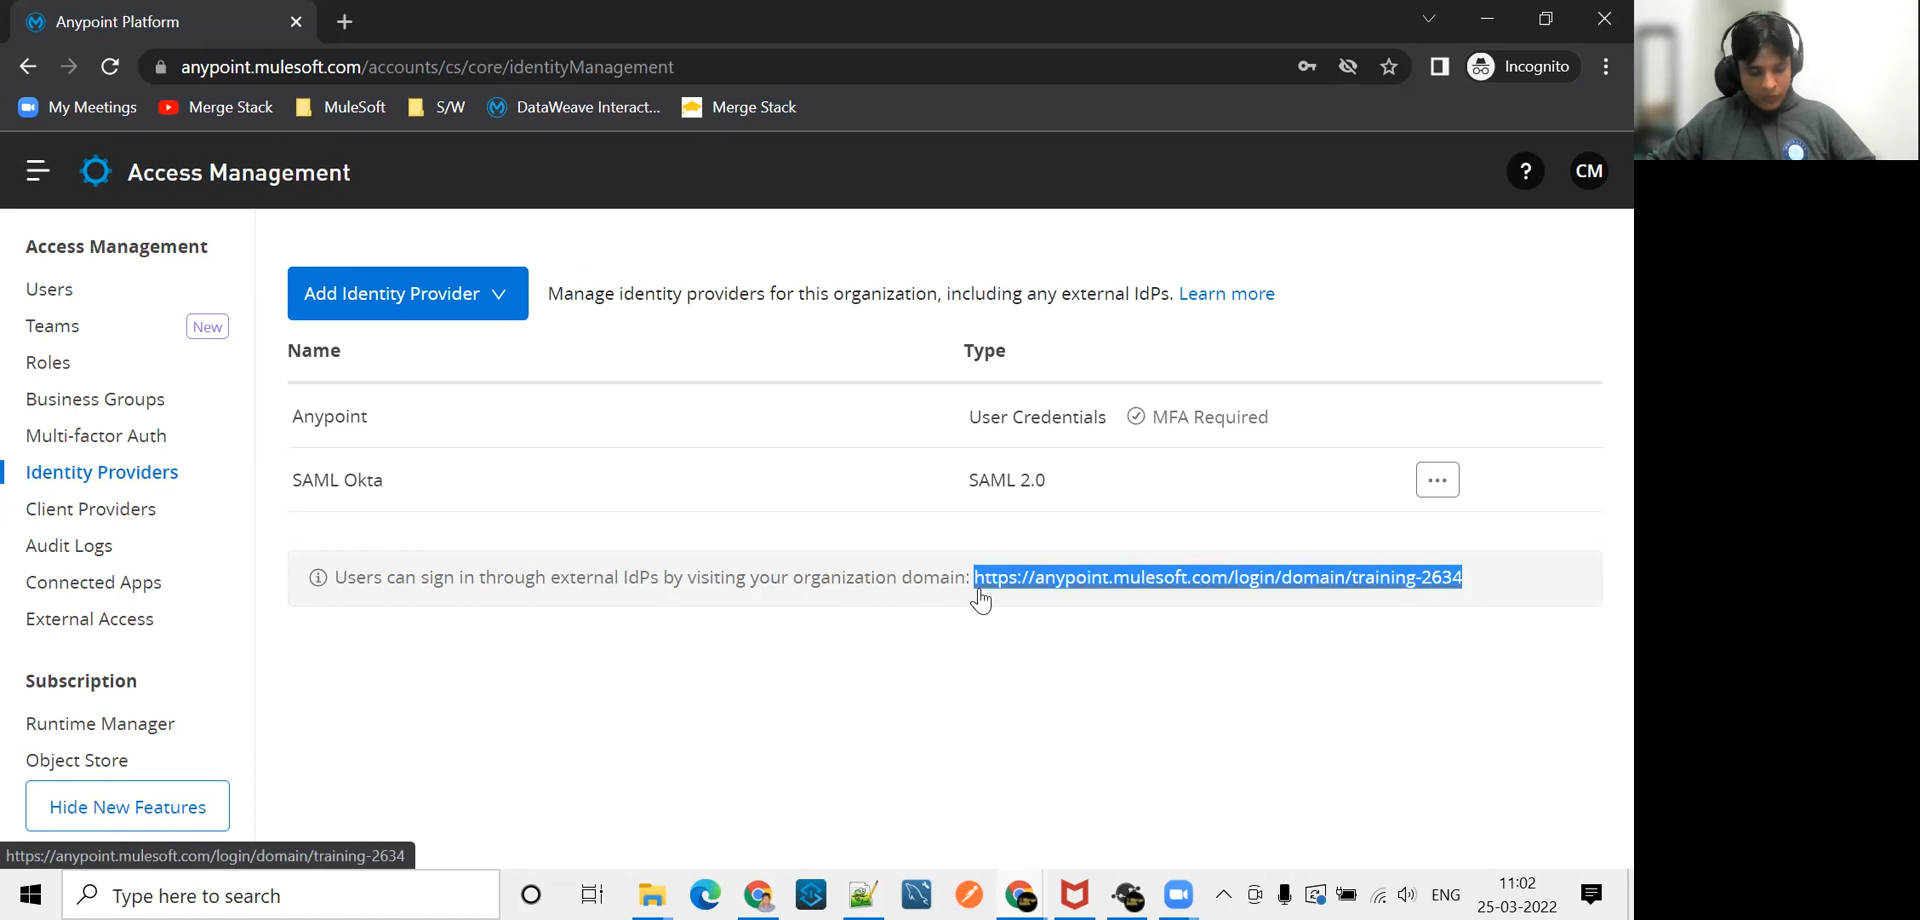 Anypoint Platform
anypoint.mulesoft.com/accounts/cs/core/identityManagement
Incognito
My Meetings
Merge Stack
MuleSoft
S/W
DataWeave Interact...
Merge Stack
Access Management
?
CM
Access Management
Users
Teams
New
Roles
Business Groups
Multi-factor Auth
Identity Providers
Client Providers
Audit Logs
Connected Apps
External Access
Subscription
Runtime Manager
Object Store
Hide New Features
Add Identity Provider
Manage identity providers for this organization, including any external IdPs. Learn more
Name Type
Anypoint User Credentials MFA Required
SAML Okta SAML 2.0
Users can sign in through external IdPs by visiting your organization domain: https://anypoint.mulesoft.com/login/domain/training-2634
https://anypoint.mulesoft.com/login/domain/training-2634
Type here to search
ENG
11:02
25-03-2022